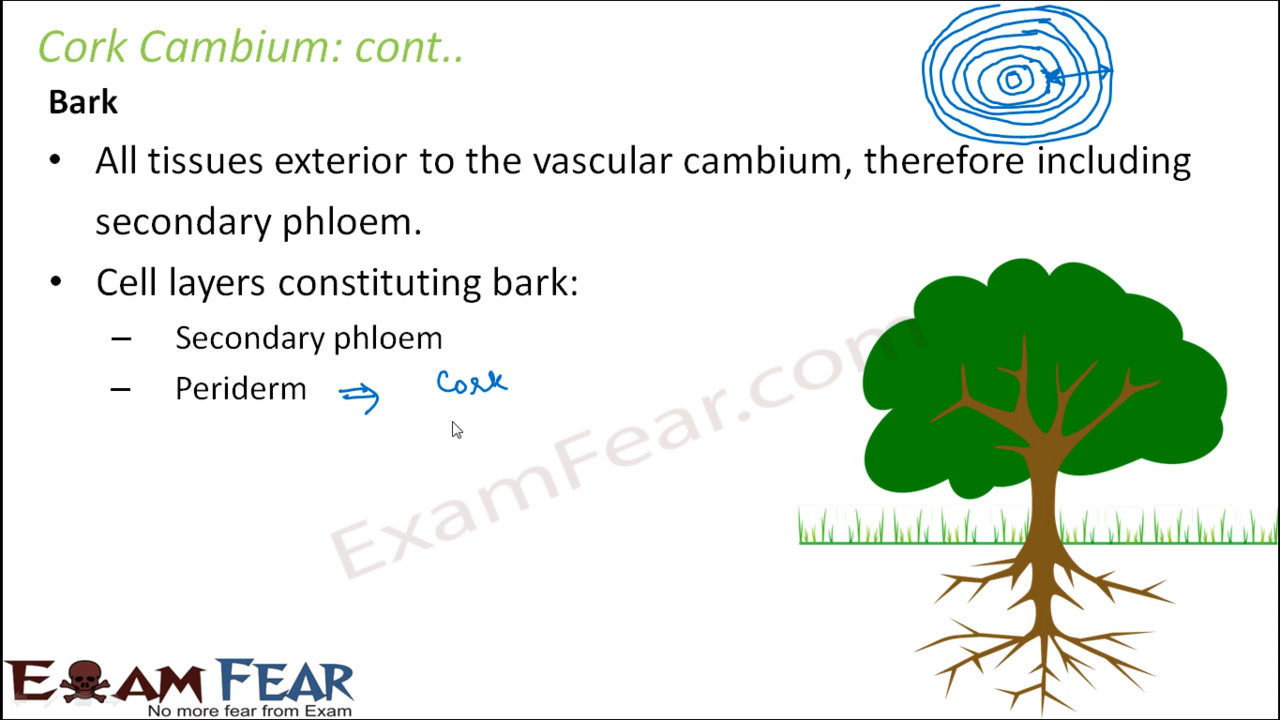 Cork Cambium: cont..
Bark
• All tissues exterior to the vascular cambium, therefore including
secondary phloem.
• Cell layers constituting bark:
– Secondary phloem
– Periderm ⇒ Cork
ExamFear.com
EXAM FEAR
No more fear from Exam